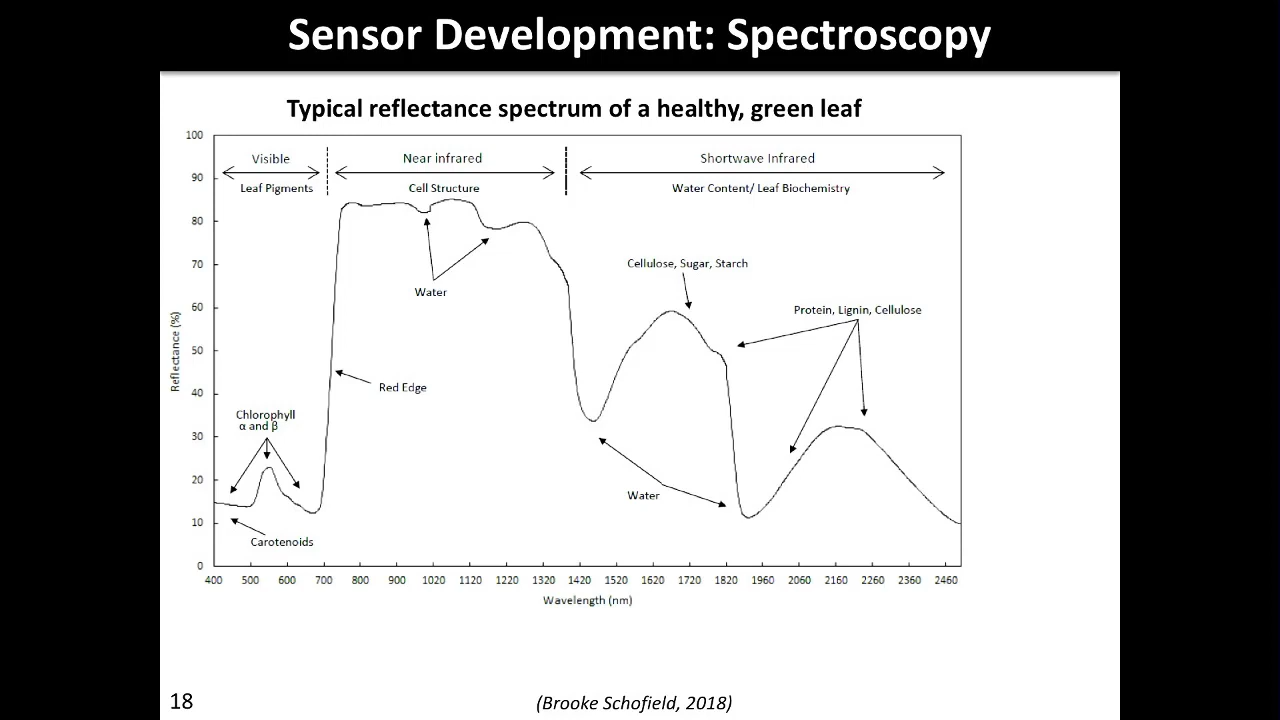 Sensor Development: Spectroscopy
Typical reflectance spectrum of a healthy, green leaf
100
90
80
70
60
50
40
30
20
10
0
Reflectance (%)
Visible
Leaf Pigments
Near infrared
Cell Structure
Shortwave Infrared
Water Content/ Leaf Biochemistry
Water
Cellulose, Sugar, Starch
Protein, Lignin, Cellulose
Red Edge
Chlorophyll
α and β
Water
Carotenoids
400 500 600 700 800 900 1020 1120 1220 1320 1420 1520 1620 1720 1820 1960 2060 2160 2260 2360 2460
Wavelength (nm)
18
(Brooke Schofield, 2018)